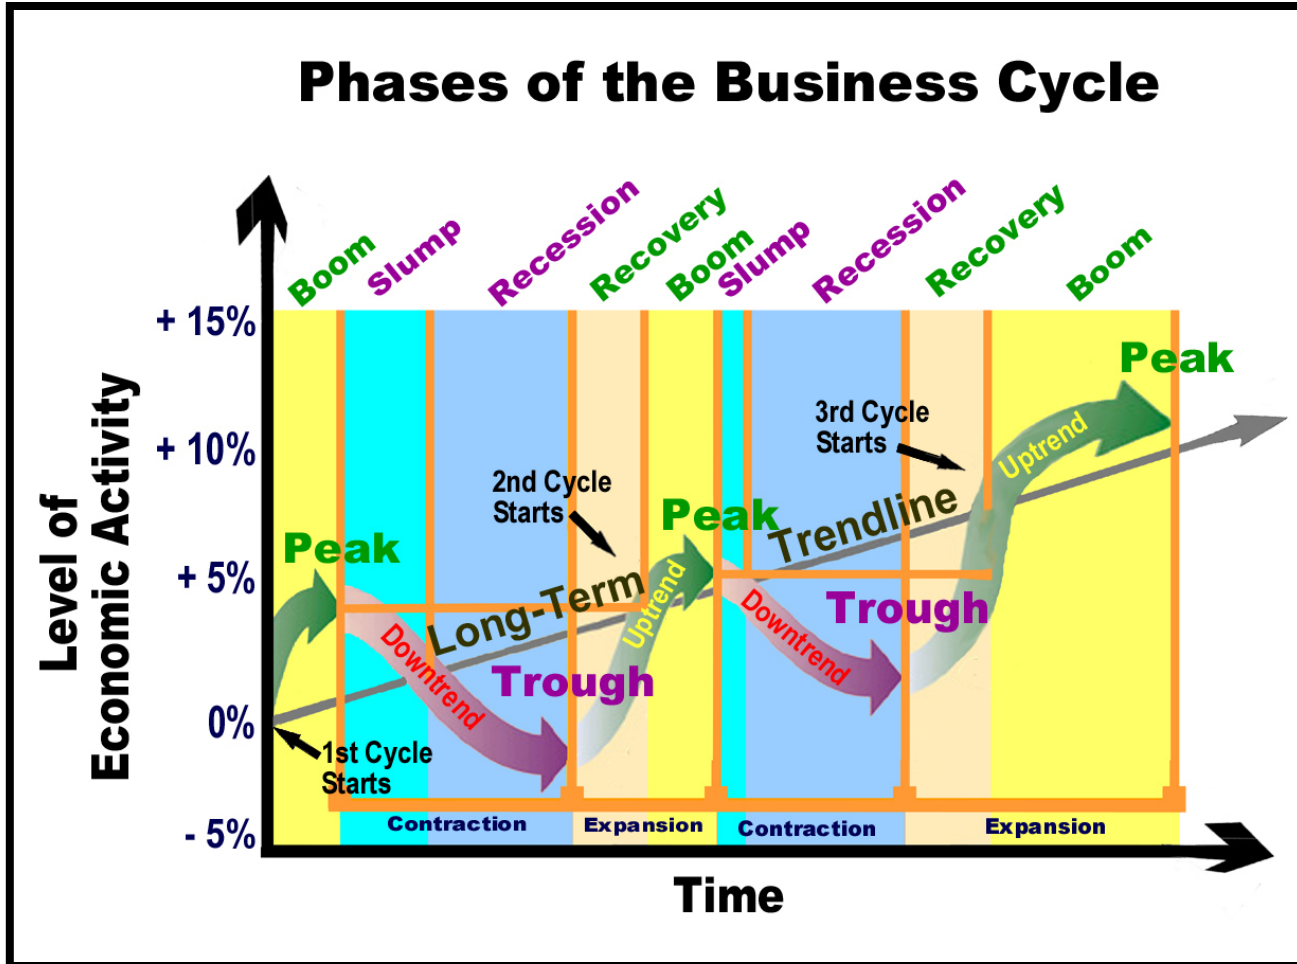 Phases of the Business Cycle
Boom
Slump
Recession
Recovery
Boom
Slump
Recession
Recovery
Boom
+ 15%
+ 10%
+ 5%
0%
- 5%
Level of
Economic Activity
Peak
Downtrend
1st Cycle
Starts
Long-Term
Trendline
Trough
2nd Cycle
Starts
Uptrend
Peak
Downtrend
Trough
3rd Cycle
Starts
Uptrend
Peak
Contraction
Expansion
Contraction
Expansion
Time